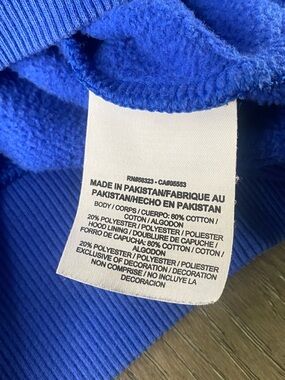 RN#58323 - CA#05553
MADE IN PAKISTAN/FABRIQUE AU
PAKISTAN/HECHO EN PAKISTAN
BODY / CORPS / CUERPO: 80% COTTON /
COTON / ALGODON
20% POLYESTER / POLYESTER / POLIESTER
HOOD LINING / DOUBLURE DE CAPUCHE /
FORRO DE CAPUCHA: 80% COTTON / COTON /
ALGODON
20% POLYESTER / POLYESTER / POLIESTER
EXCLUSIVE OF DECORATION / DECORATION
NON COMPRISE / NO INCLUYE LA
DECORACION